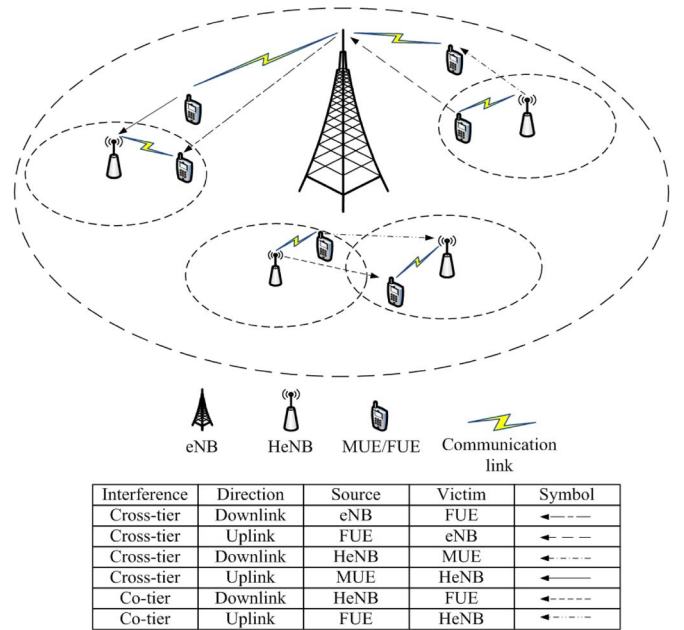 eNB HeNB MUE/FUE Communication
link
Interference Direction Source Victim Symbol
Cross-tier Downlink eNB FUE
Cross-tier Uplink FUE eNB
Cross-tier Downlink HeNB MUE
Cross-tier Uplink MUE HeNB
Co-tier Downlink HeNB FUE
Co-tier Uplink FUE HeNB